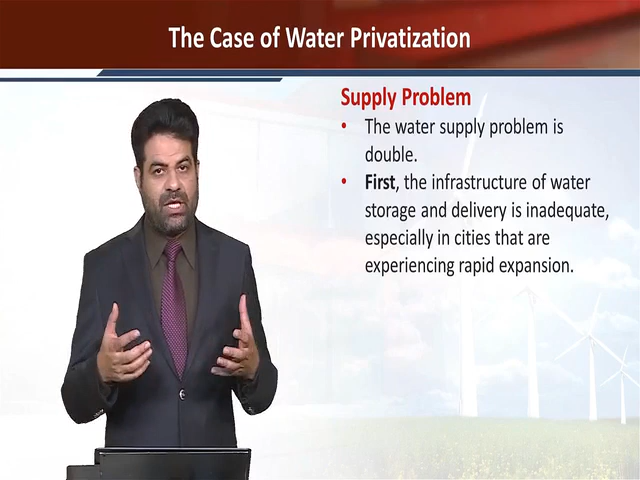 The Case of Water Privatization
Supply Problem
• The water supply problem is
double.
• First, the infrastructure of water
storage and delivery is inadequate,
especially in cities that are
experiencing rapid expansion.